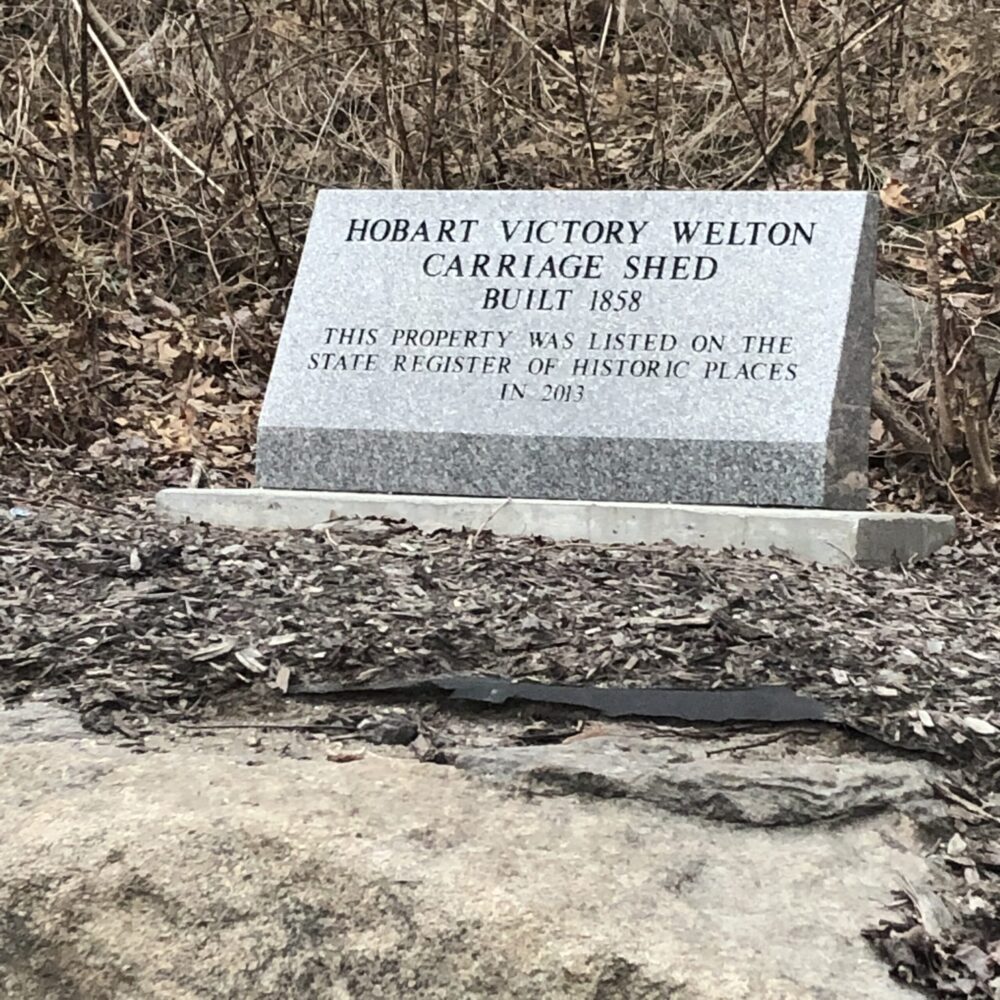 HOBART VICTORY WELTON
CARRIAGE SHED
BUILT 1858
THIS PROPERTY WAS LISTED ON THE
STATE REGISTER OF HISTORIC PLACES
IN 2013